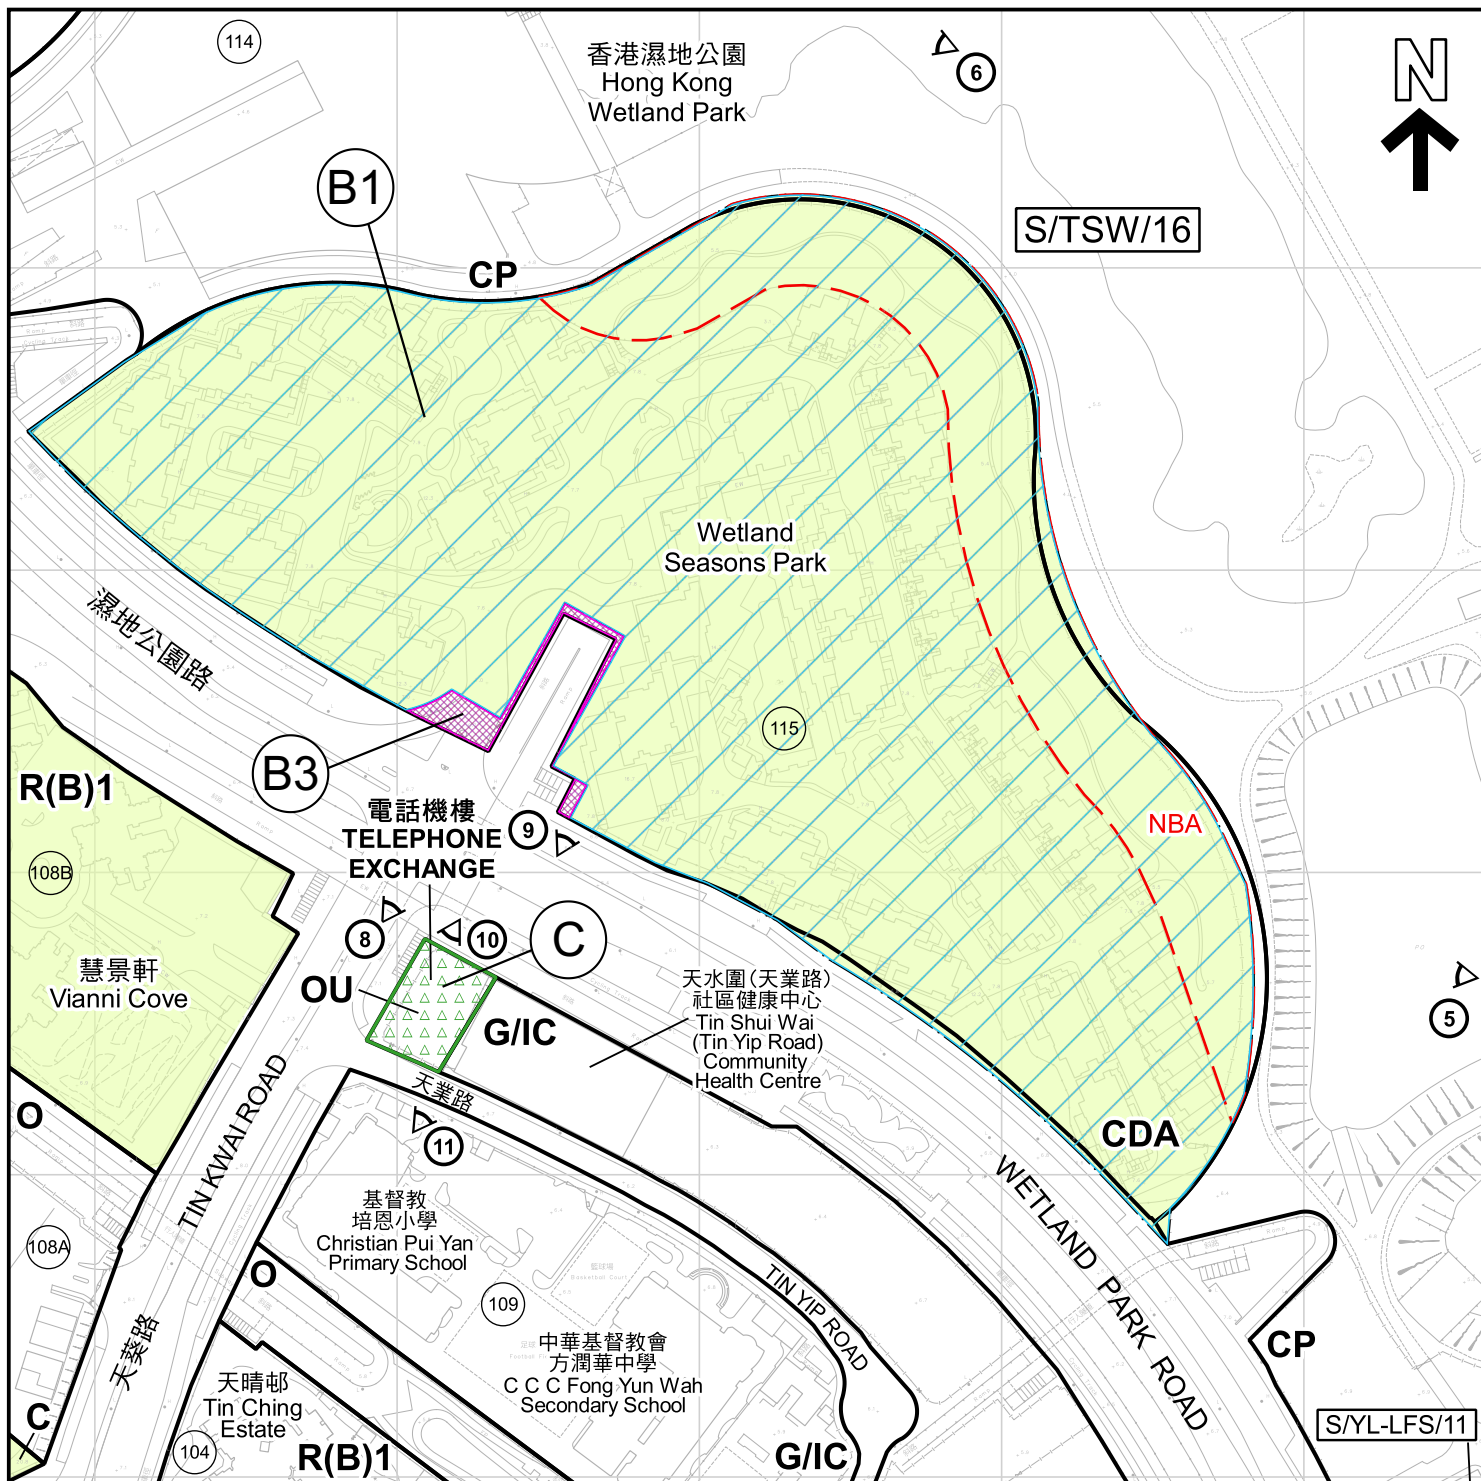 114
香港濕地公園
Hong Kong
Wetland Park
6
N
B1
S/TSW/16
CP
Wetland
Seasons Park
濕地公園路
115
B3
R(B)1
NBA
電話機樓
TELEPHONE
EXCHANGE
9
108B
8
10
C
慧景軒
Vianni Cove
OU
G/IC
天水圍(天業路)
社區健康中心
Tin Shui Wai
(Tin Yip Road)
Community
Health Centre
5
天業路
11
O
TIN KWAI ROAD
CDA
WETLAND PARK ROAD
基督教
培恩小學
Christian Pui Yan
Primary School
108A
O
籃球場
Basketball Court
109
TIN YIP ROAD
天葵路
中華基督教會
方潤華中學
C C C Fong Yun Wah
Secondary School
CP
天晴邨
Tin Ching
Estate
C
104
R(B)1
G/IC
S/YL-LFS/11